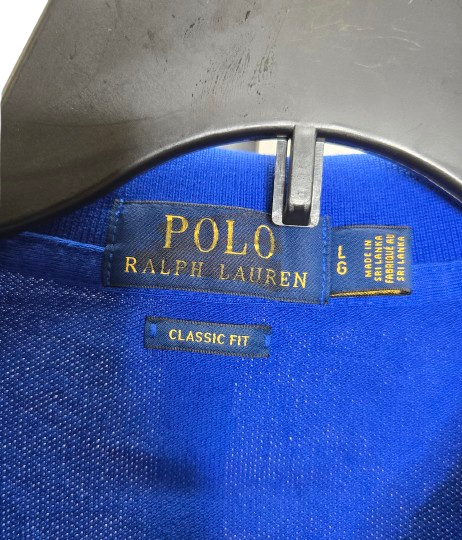 POLO
RALPH LAUREN
L
G
MADE IN
SRI LANKA
FABRIQUÉ AU
SRI LANKA
CLASSIC FIT